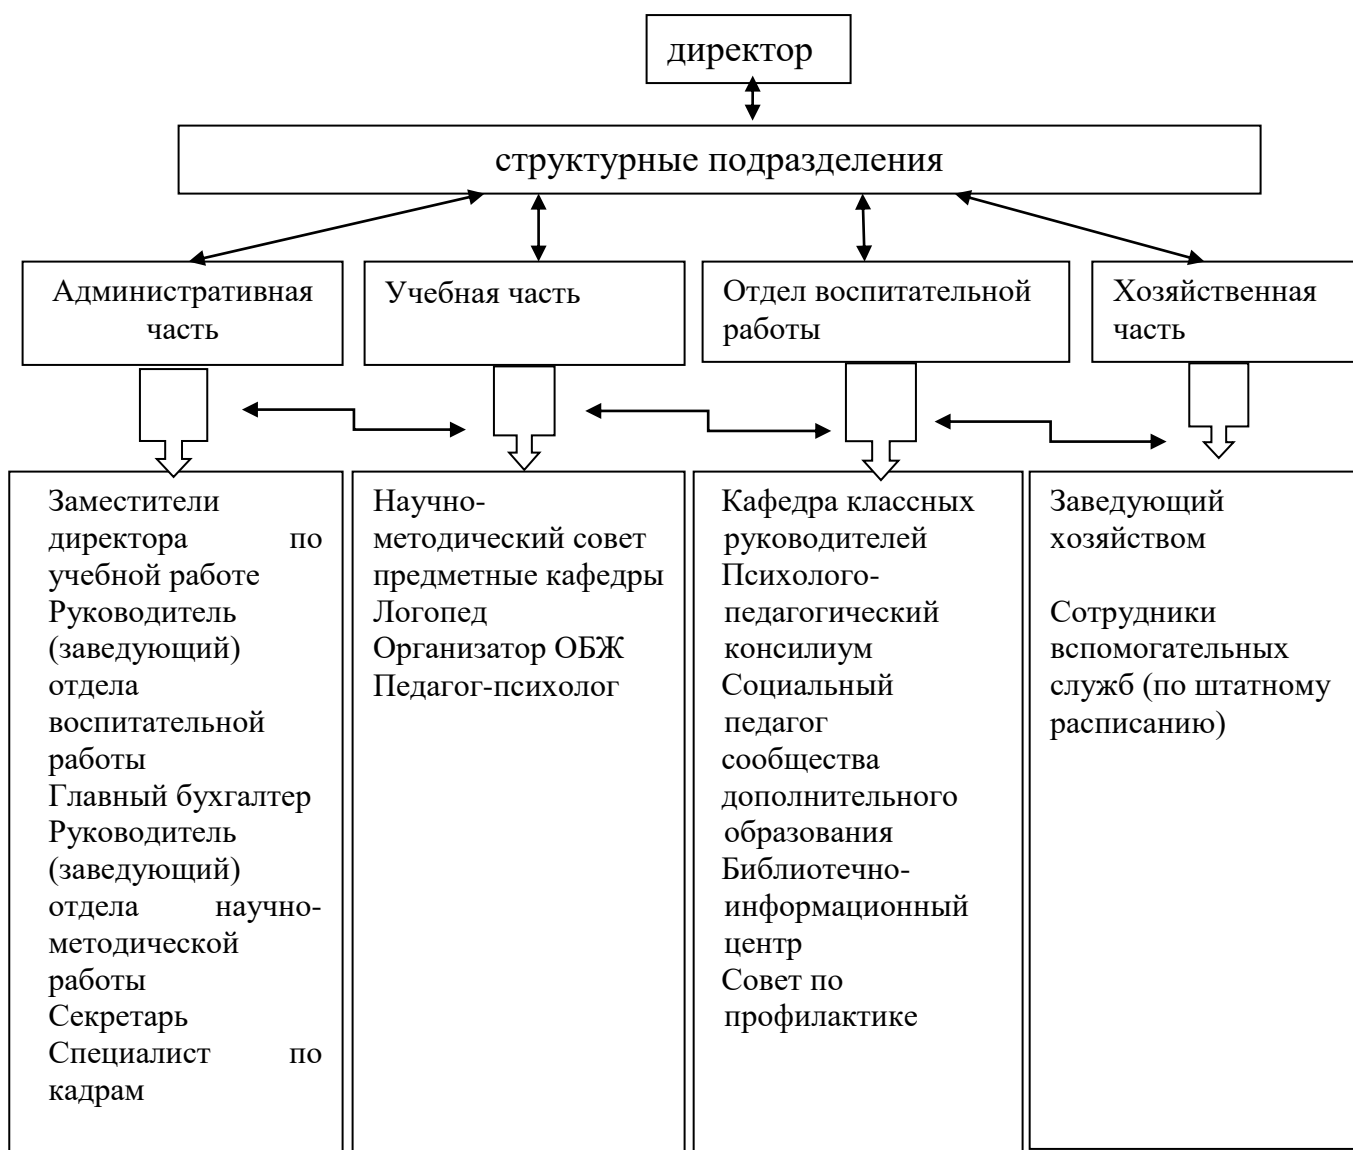 директор
структурные подразделения
Административная
часть
Учебная часть
Отдел воспитательной
работы
Хозяйственная
часть
Заместители
директора по
учебной работе
Руководитель
(заведующий)
отдела
воспитательной
работы
Главный бухгалтер
Руководитель
(заведующий)
отдела научно-
методической
работы
Секретарь
Специалист по
кадрам
Научно-
методический совет
предметные кафедры
Логопед
Организатор ОБЖ
Педагог-психолог
Кафедра классных
руководителей
Психолого-
педагогический
консилиум
Социальный
педагог
сообщества
дополнительного
образования
Библиотечно-
информационный
центр
Совет по
профилактике
Заведующий
хозяйством
Сотрудники
вспомогательных
служб (по штатному
расписанию)